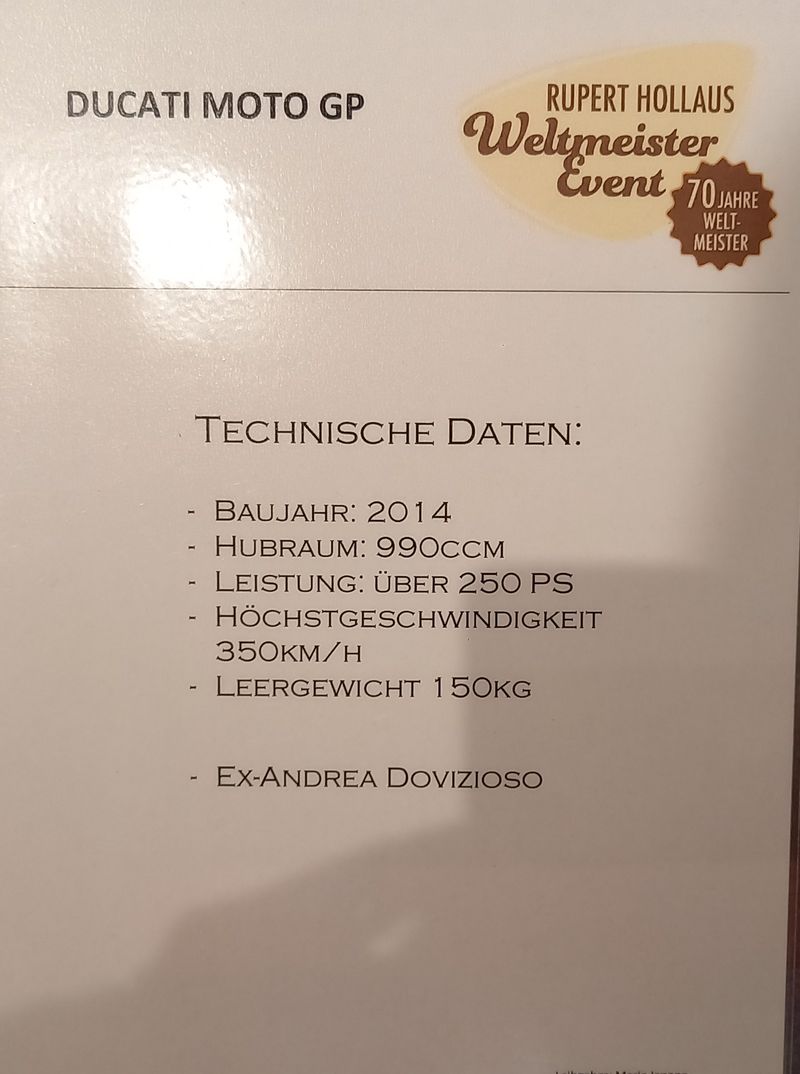 DUCATI MOTO GP
RUPERT HOLLAUS
Weltmeister
Event
70 JAHRE
WELT-
MEISTER
TECHNISCHE DATEN:
- BAUJAHR: 2014
- HUBRAUM: 990CCM
- LEISTUNG: ÜBER 250 PS
- HÖCHSTGESCHWINDIGKEIT
350KM/H
- LEERGEWICHT 150KG
- EX-ANDREA DOVIZIOSO